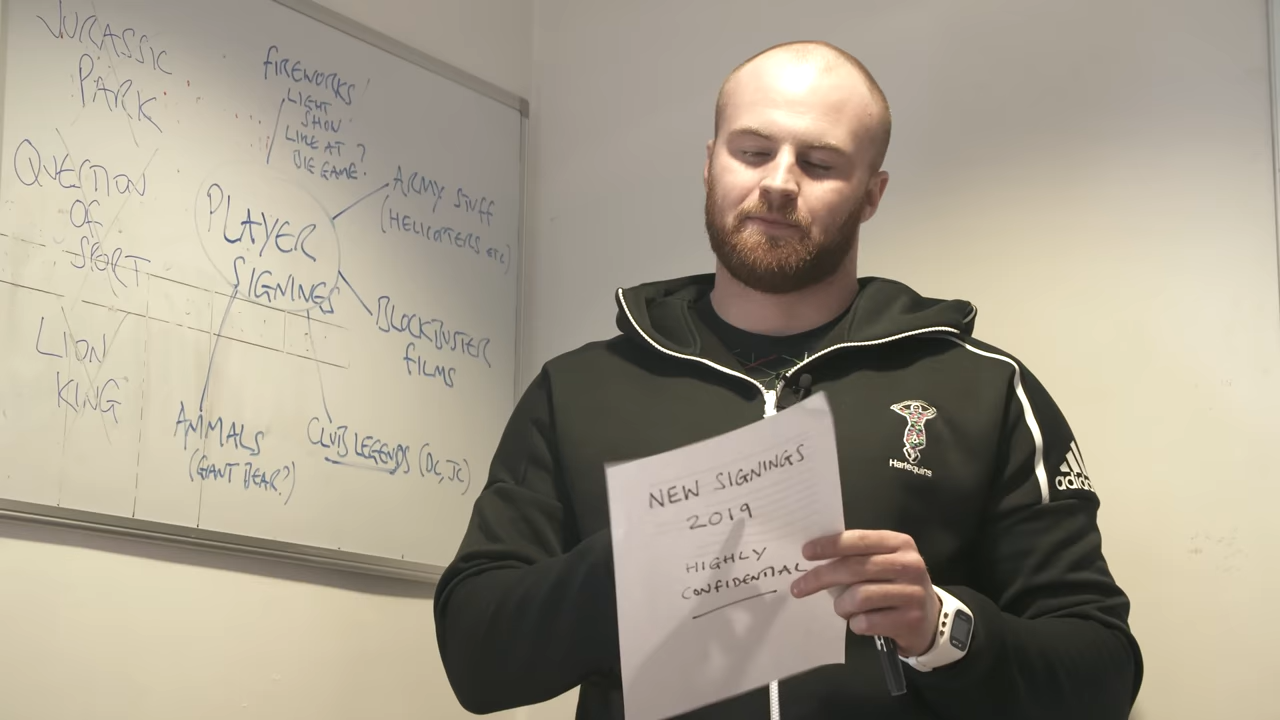 JURASSIC
PARK
QUESTION
OF
SPORT
LION
KING
FIREWORKS!
LIGHT
SHOW
LIKE AT ?
BIG GAME.
PLAYER
SIGNINGS
ARMY STUFF
(HELICOPTERS ETC)
BLOCKBUSTER
FILMS
ANIMALS
(GIANT BEAR?)
CLUB LEGENDS (DC, JC)
NEW SIGNINGS
2019
HIGHLY
CONFIDENTIAL
Harlequins
adidas